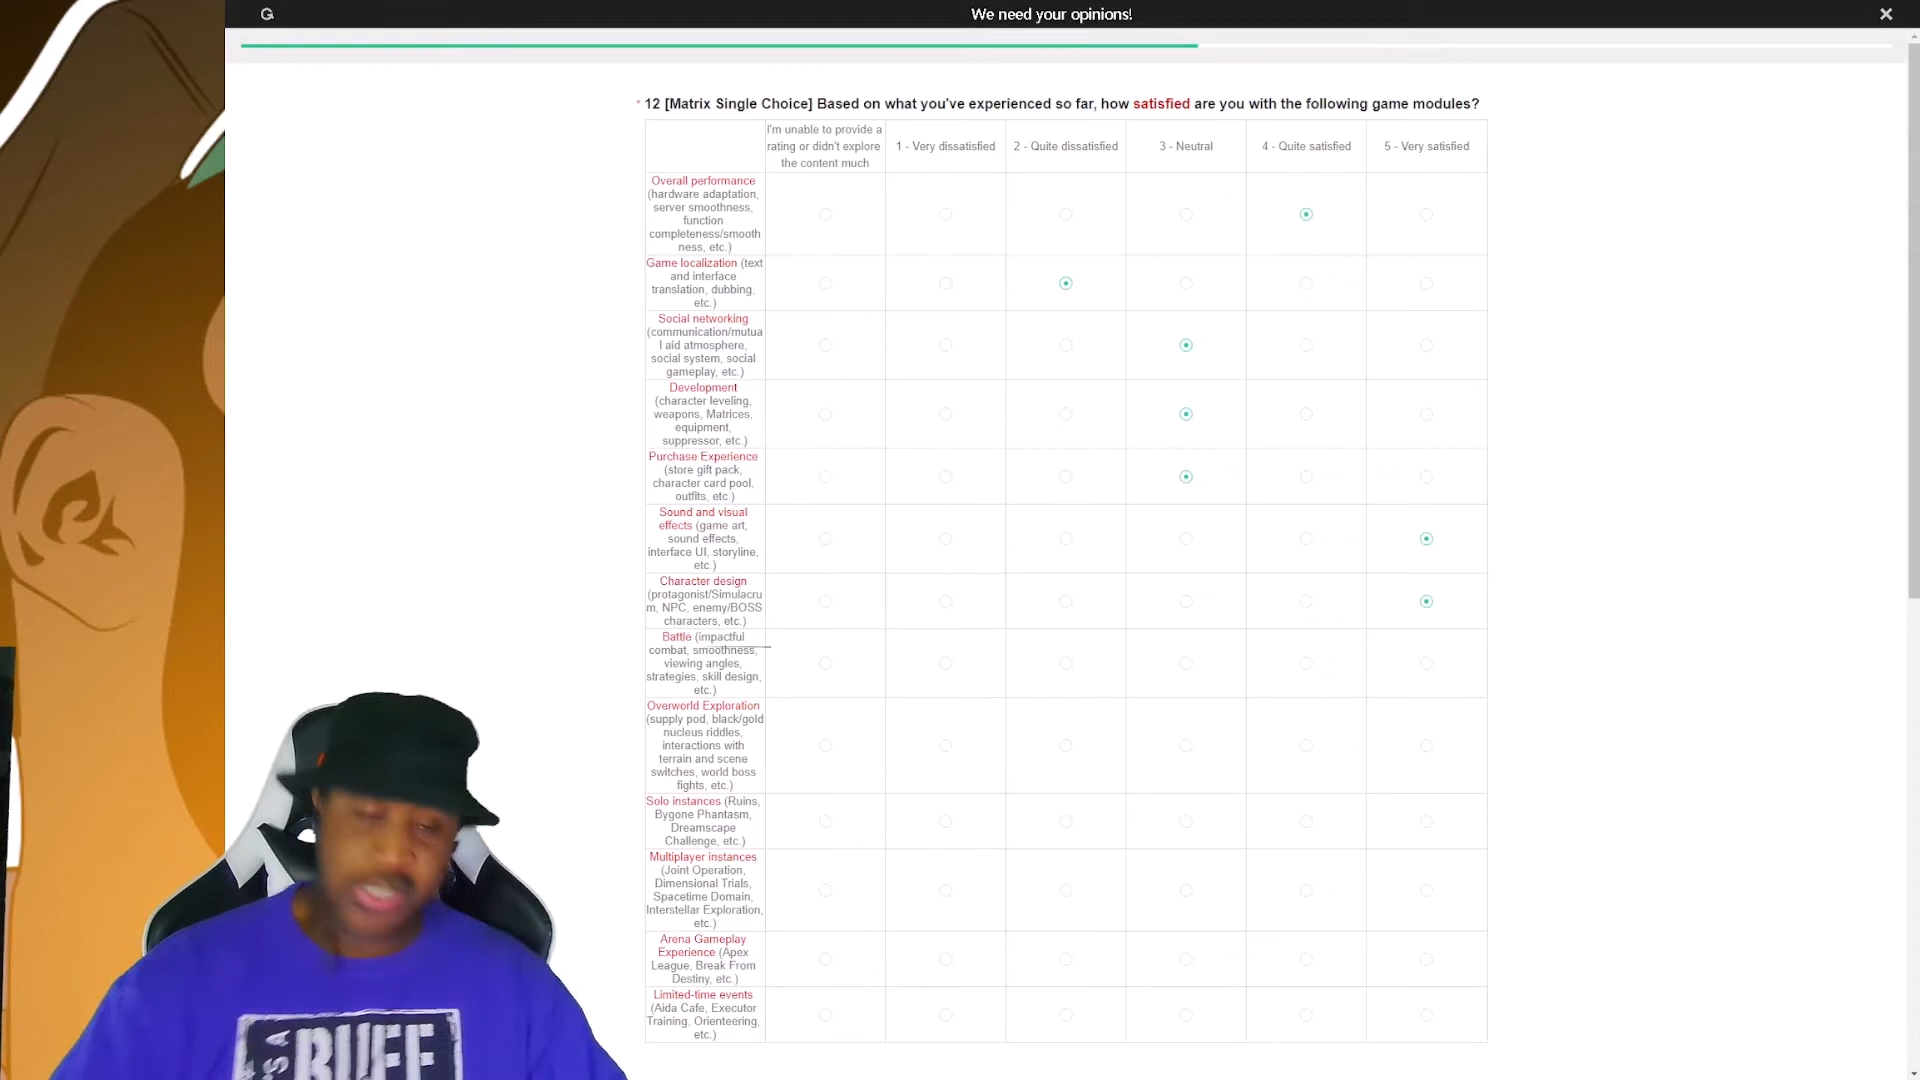 We need your opinions!
* 12 [Matrix Single Choice] Based on what you've experienced so far, how satisfied are you with the following game modules?
I'm unable to provide a
rating or didn't explore
the content much
1 - Very dissatisfied
2 - Quite dissatisfied
3 - Neutral
4 - Quite satisfied
5 - Very satisfied
Overall performance
(hardware adaptation,
server smoothness,
function
completeness/smooth
ness, etc.)
Game localization (text
and interface
translation, dubbing,
etc.)
Social networking
(communication/mutua
l aid atmosphere,
social system, social
gameplay, etc.)
Development
(character leveling,
weapons, Matrices,
equipment,
suppressor, etc.)
Purchase Experience
(store gift pack,
character card pool,
outfits, etc.)
Sound and visual
effects (game art,
sound effects,
interface UI, storyline,
etc.)
Character design
(protagonist/Simulacru
m, NPC, enemy/BOSS
characters, etc.)
Battle (impactful
combat, smoothness,
viewing angles,
strategies, skill design,
etc.)
Overworld Exploration
(supply pod, black/gold
nucleus riddles,
interactions with
terrain and scene
switches, world boss
fights, etc.)
Solo instances (Ruins,
Bygone Phantasm,
Dreamscape
Challenge, etc.)
Multiplayer instances
(Joint Operation,
Dimensional Trials,
Spacetime Domain,
Interstellar Exploration,
etc.)
Arena Gameplay
Experience (Apex
League, Break From
Destiny, etc.)
Limited-time events
(Aida Cafe, Executor
Training, Orienteering,
etc.)
BUFF